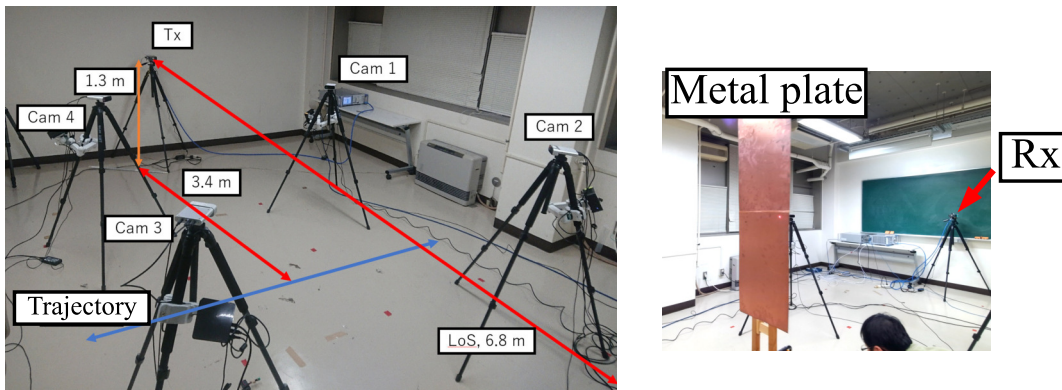 Tx
1.3 m
Cam 1
Cam 4
Cam 2
3.4 m
Cam 3
Trajectory
LoS, 6.8 m
Metal plate
Rx